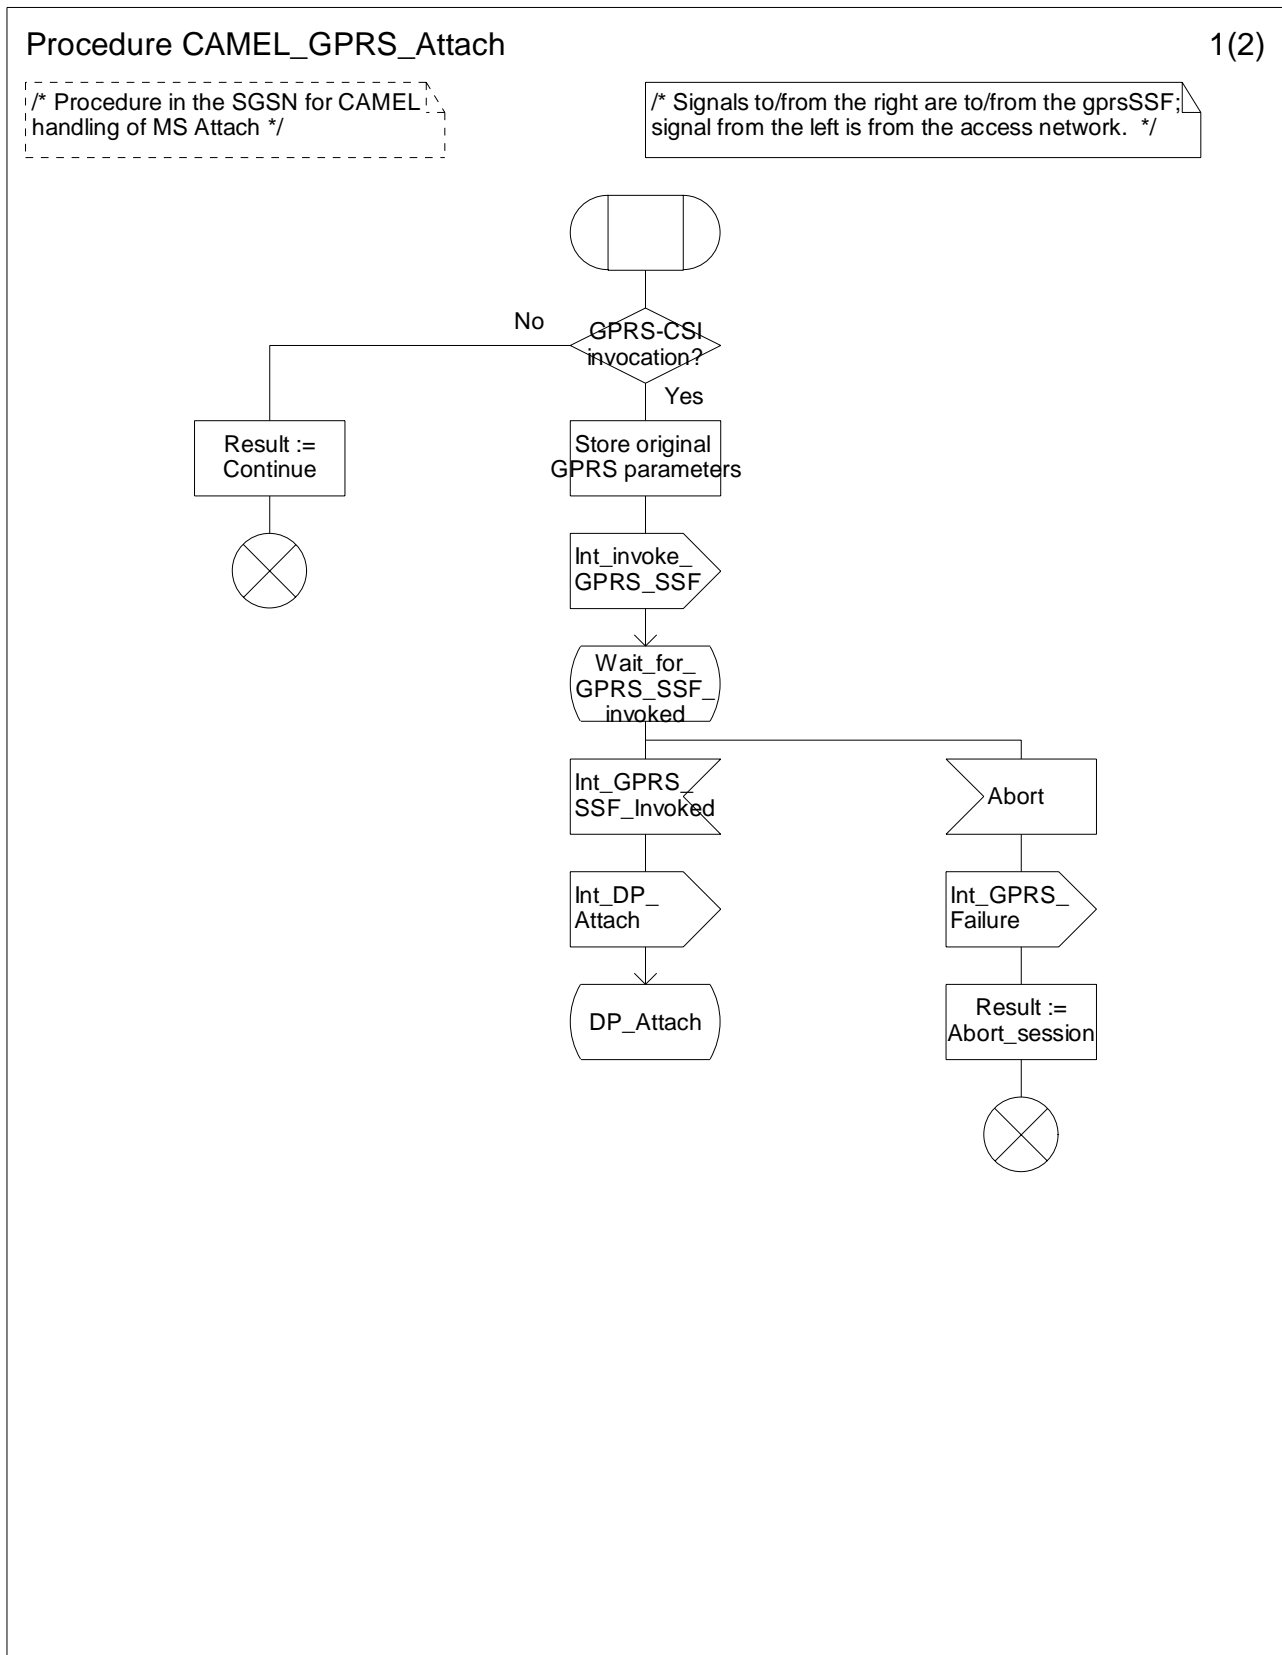 Procedure CAMEL_GPRS_Attach
1(2)
/* Procedure in the SGSN for CAMEL
handling of MS Attach */
/* Signals to/from the right are to/from the gprsSSF;
signal from the left is from the access network.  */
GPRS-CSI
invocation?
No
Yes
Result :=
Continue
Store original
GPRS parameters
Int_invoke_
GPRS_SSF
Wait_for_
GPRS_SSF_
invoked
Int_GPRS_
SSF_Invoked
Abort
Int_DP_
Attach
Int_GPRS_
Failure
DP_Attach
Result :=
Abort_session